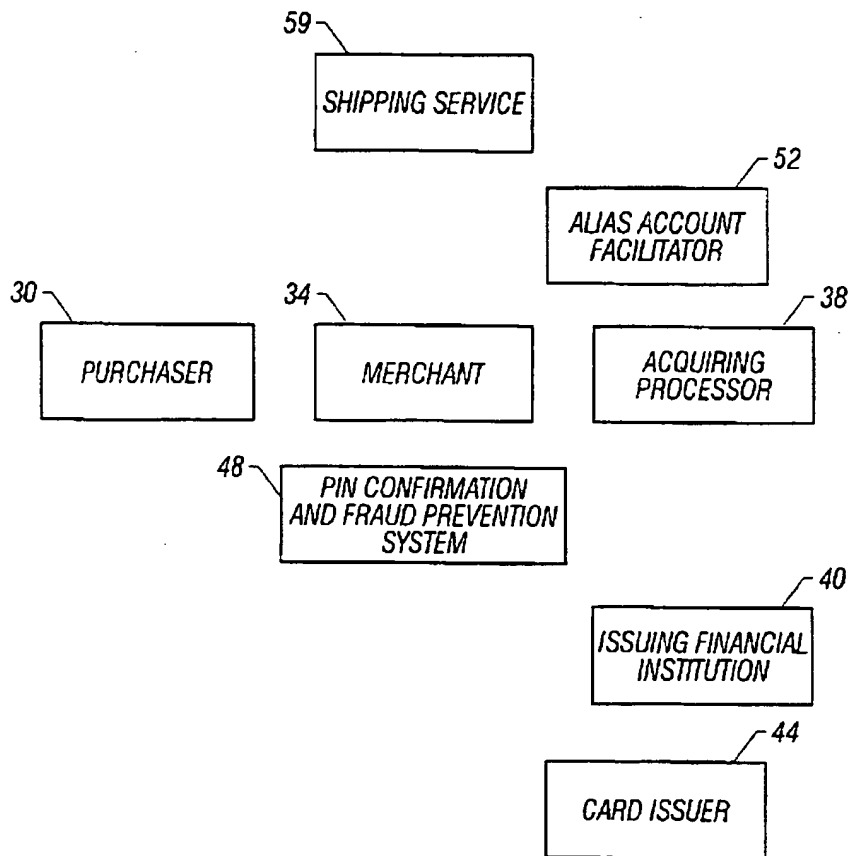 59
SHIPPING SERVICE
52
ALIAS ACCOUNT
FACILITATOR
30
PURCHASER
34
MERCHANT
38
ACQUIRING
PROCESSOR
48
PIN CONFIRMATION
AND FRAUD PREVENTION
SYSTEM
40
ISSUING FINANCIAL
INSTITUTION
44
CARD ISSUER